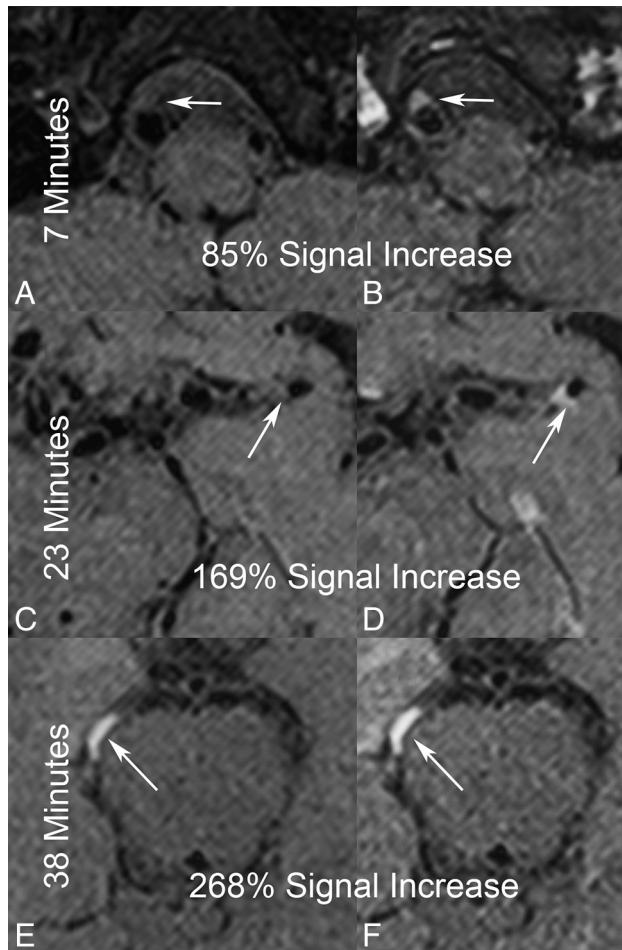 7 Minutes
85% Signal Increase
A
B
23 Minutes
169% Signal Increase
C
D
38 Minutes
268% Signal Increase
E
F